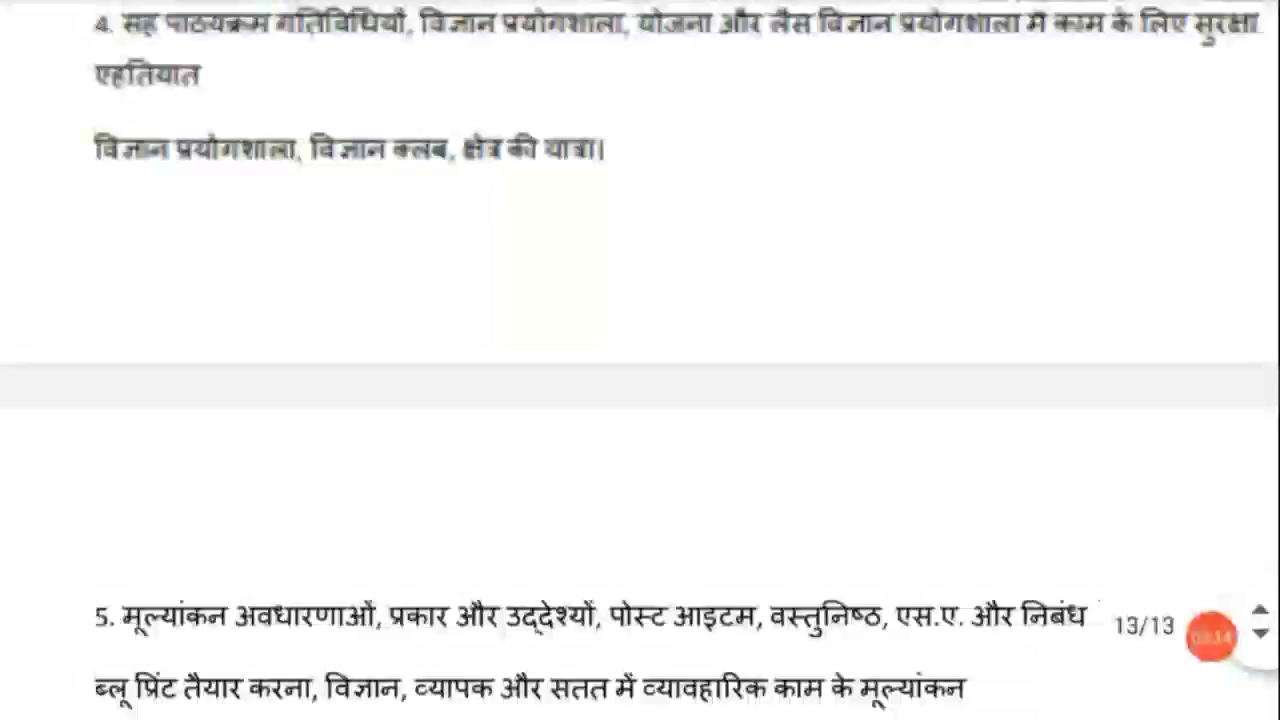 4. सह पाठयक्रम गतिविधियों, विज्ञान प्रयोगशाला, योजना और लैस विज्ञान प्रयोगशाला में काम के लिए सुरक्षा
एहतियात
विज्ञान प्रयोगशाला, विज्ञान क्लब, क्षेत्र की यात्रा।
5. मूल्यांकन अवधारणाओं, प्रकार और उद्देश्यों, पोस्ट आइटम, वस्तुनिष्ठ, एस.ए. और निबंध
13/13
ब्लू प्रिंट तैयार करना, विज्ञान, व्यापक और सतत में व्यावहारिक काम के मूल्यांकन